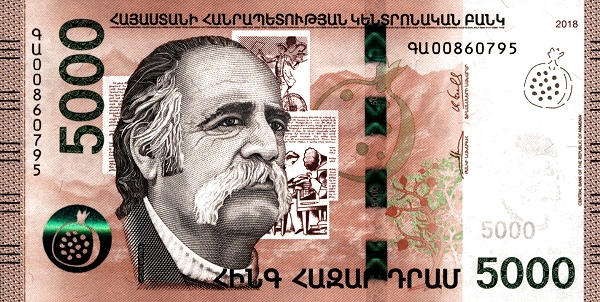 ՀԱՅԱՍՏԱՆԻ ՀԱՆՐԱՊԵՏՈՒԹՅԱՆ ԿԵՆՏՐՈՆԱԿԱՆ ԲԱՆԿ
2018
ԳԱ00860795
ԳԱ00860795
5000
5000
CENTRAL BANK OF THE REPUBLIC OF ARMENIA
ՀԻՆԳ ՀԱԶԱՐ ԴՐԱՄ 5000